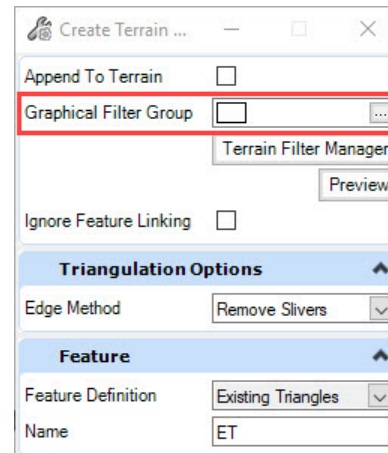 Create Terrain ...
Append To Terrain
Graphical Filter Group ...
Terrain Filter Manager
Preview
Ignore Feature Linking
Triangulation Options
Edge Method Remove Slivers
Feature
Feature Definition Existing Triangles
Name ET